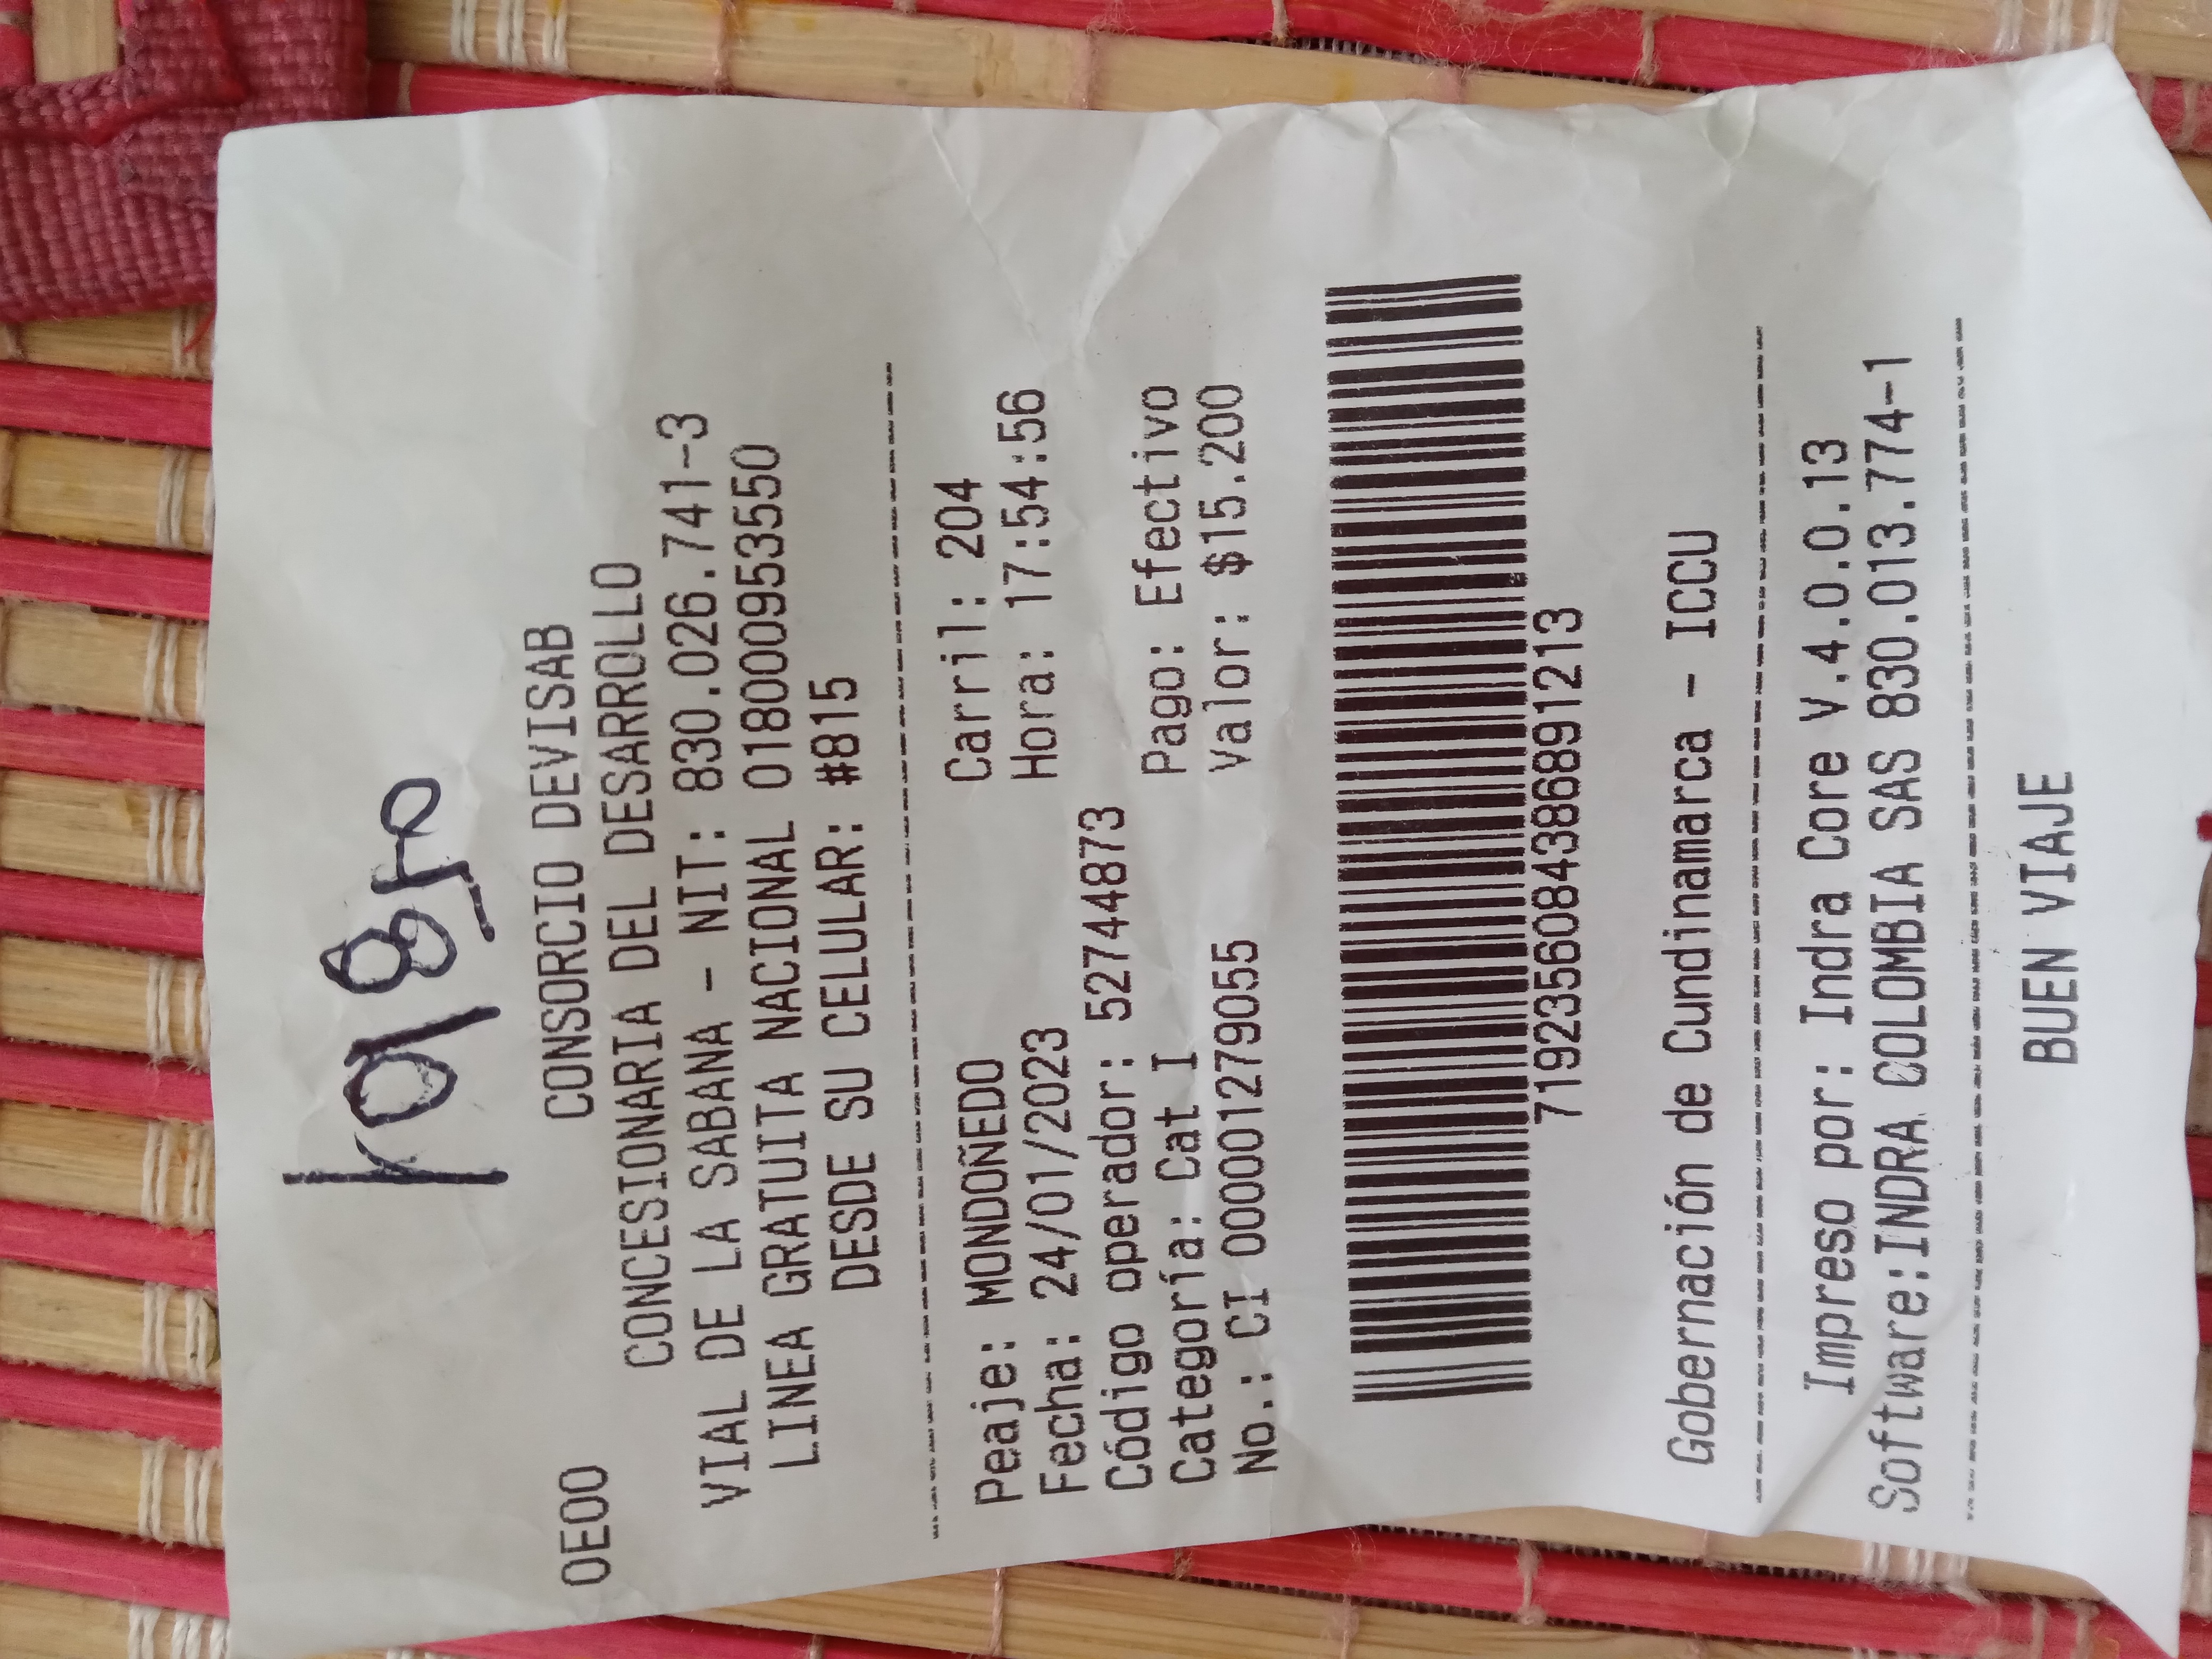 OE00
CONSORCIO DEVISAB
CONCESIONARIA DEL DESARROLLO
VIAL DE LA SABANA - NIT: 830.026.741-3
LINEA GRATUITA NACIONAL 018000953550
DESDE SU CELULAR: #815
Peaje: MONDOÑEDO Carril: 204
Fecha: 24/01/2023 Hora: 17:54:56
Código operador: 52744873
Categoría: Cat I Pago: Efectivo
No.: CI 000001279055 Valor: $15.200
719235608438689​1213
Gobernación de Cundinamarca - ICCU
Impreso por: Indra Core V.4.0.0.13
Software:INDRA COLOMBIA SAS 830.013.774-1
BUEN VIAJE